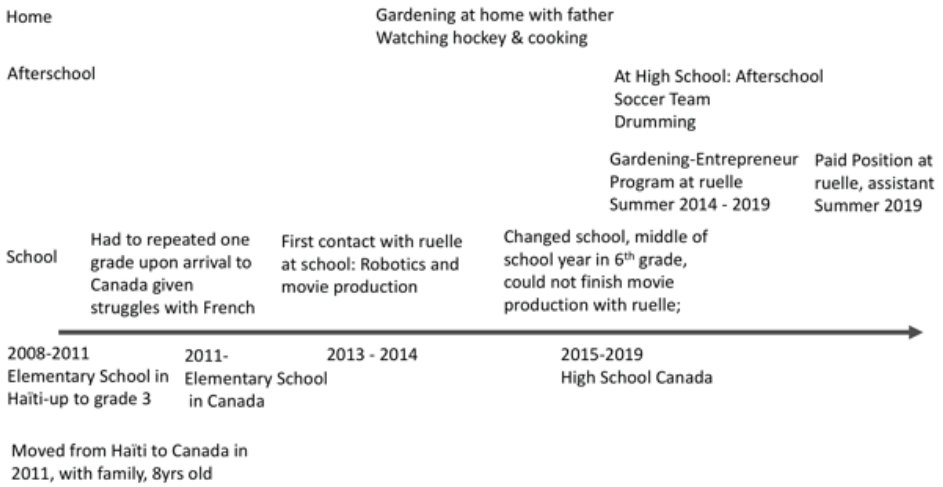 Home
Gardening at home with father
Watching hockey & cooking
Afterschool
At High School: Afterschool
Soccer Team
Drumming
Gardening-Entrepreneur
Program at ruelle
Summer 2014 - 2019
Paid Position at
ruelle, assistant
Summer 2019
School
Had to repeated one
grade upon arrival to
Canada given
struggles with French
First contact with ruelle
at school: Robotics and
movie production
Changed school, middle of
school year in 6th grade,
could not finish movie
production with ruelle;
2008-2011
Elementary School in
Haïti-up to grade 3
2011-
Elementary School
in Canada
2013 - 2014
2015-2019
High School Canada
Moved from Haïti to Canada in
2011, with family, 8yrs old